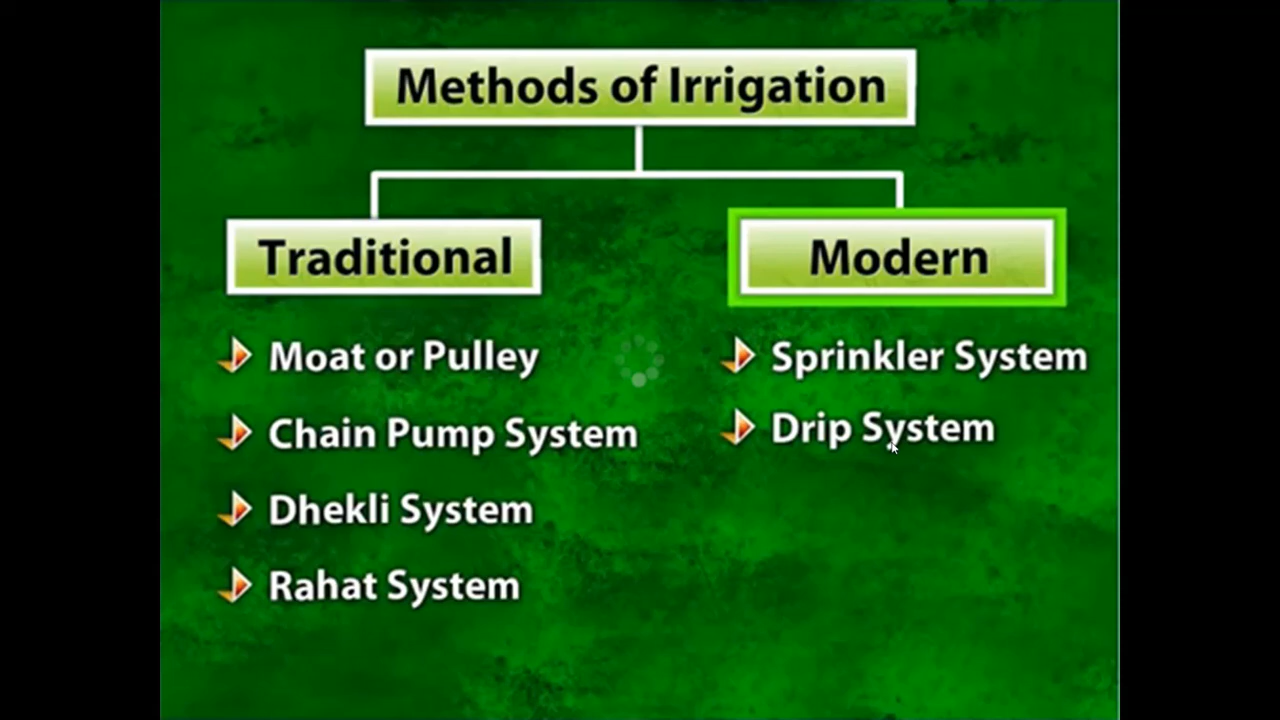 Methods of Irrigation
Traditional
Moat or Pulley
Chain Pump System
Dhekli System
Rahat System
Modern
Sprinkler System
Drip System